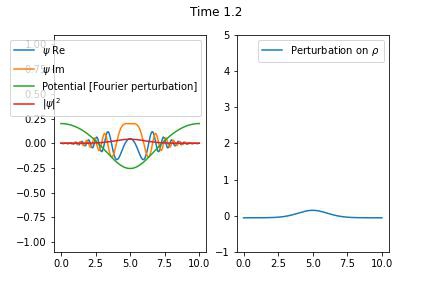 Time 1.2
1.00
0.75
0.50
0.25
0.00
−0.25
−0.50
−0.75
−1.00
0.0 2.5 5.0 7.5 10.0
ψ Re
ψ Im
Potential [Fourier perturbation]
|ψ|²
5
4
3
2
1
0
−1
0.0 2.5 5.0 7.5 10.0
Perturbation on ρ